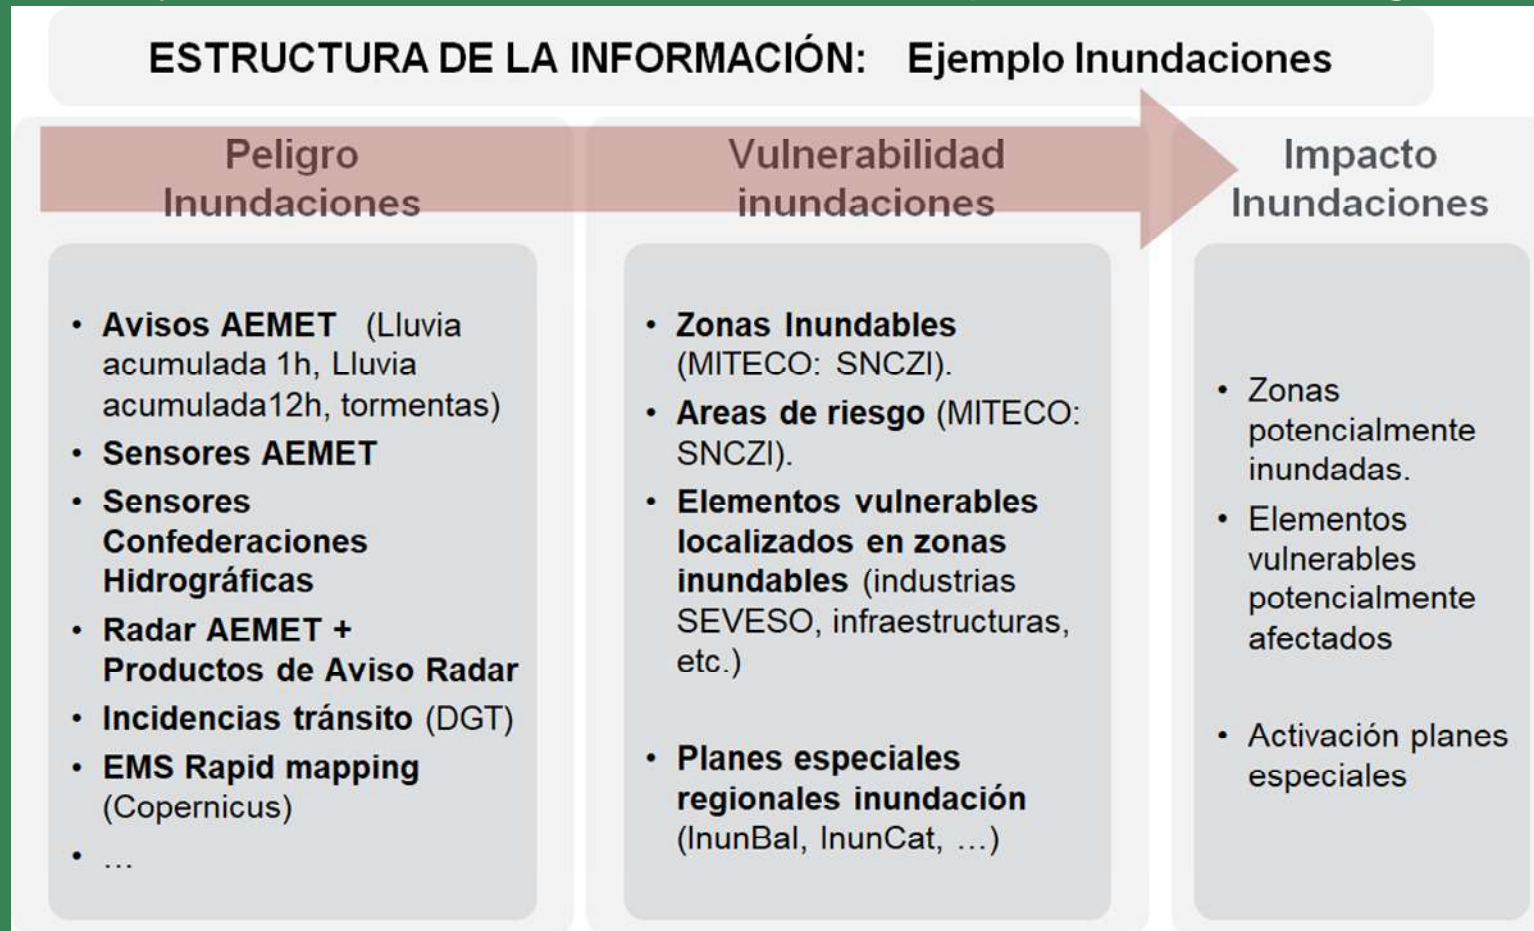 ESTRUCTURA DE LA INFORMACIÓN: Ejemplo Inundaciones
Peligro
Inundaciones
• Avisos AEMET (Lluvia
acumulada 1h, Lluvia
acumulada12h, tormentas)
• Sensores AEMET
• Sensores
Confederaciones
Hidrográficas
• Radar AEMET +
Productos de Aviso Radar
• Incidencias tránsito (DGT)
• EMS Rapid mapping
(Copernicus)
• ...
Vulnerabilidad
inundaciones
• Zonas Inundables
(MITECO: SNCZI).
• Areas de riesgo (MITECO:
SNCZI).
• Elementos vulnerables
localizados en zonas
inundables (industrias
SEVESO, infraestructuras,
etc.)
• Planes especiales
regionales inundación
(InunBal, InunCat, ...)
Impacto
Inundaciones
• Zonas
potencialmente
inundadas.
• Elementos
vulnerables
potencialmente
afectados
• Activación planes
especiales